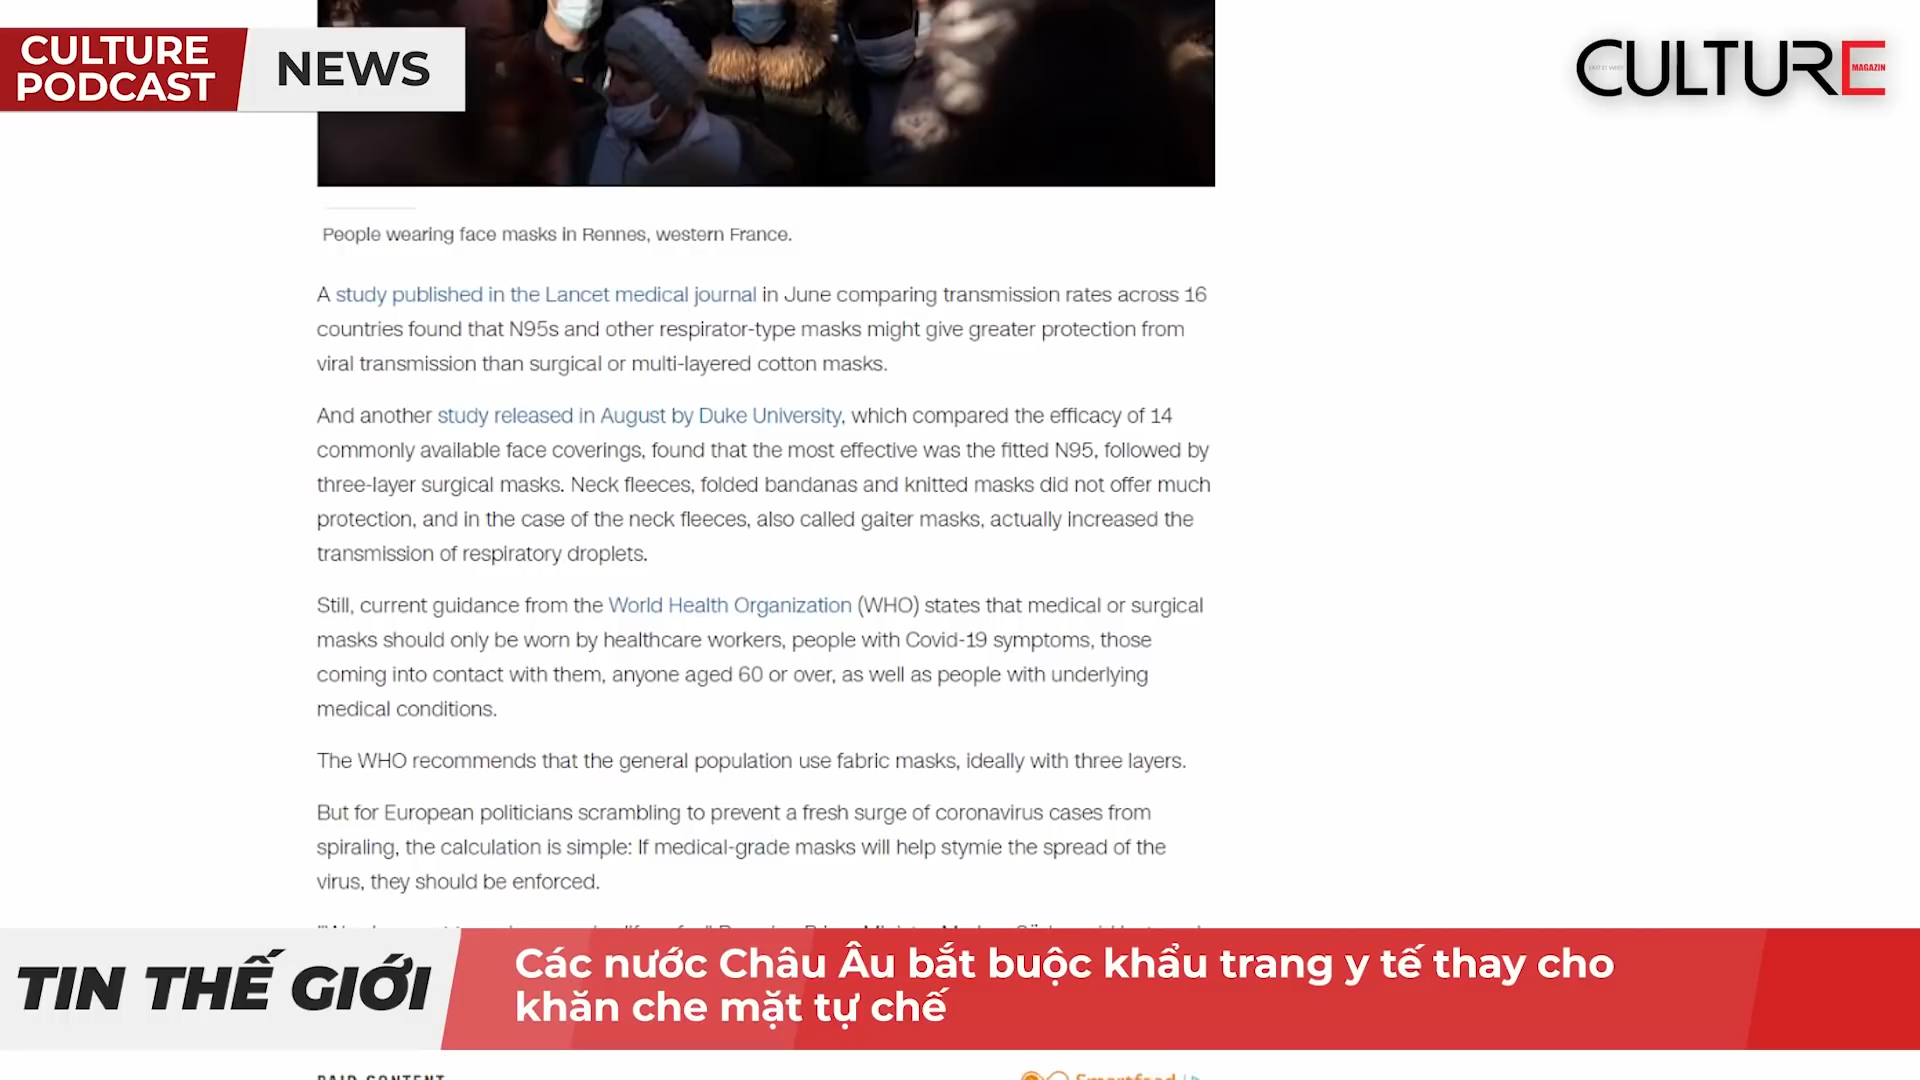 CULTURE
PODCAST
NEWS
CULTURE
MAGAZIN
People wearing face masks in Rennes, western France.
A study published in the Lancet medical journal in June comparing transmission rates across 16
countries found that N95s and other respirator-type masks might give greater protection from
viral transmission than surgical or multi-layered cotton masks.
And another study released in August by Duke University, which compared the efficacy of 14
commonly available face coverings, found that the most effective was the fitted N95, followed by
three-layer surgical masks. Neck fleeces, folded bandanas and knitted masks did not offer much
protection, and in the case of the neck fleeces, also called gaiter masks, actually increased the
transmission of respiratory droplets.
Still, current guidance from the World Health Organization (WHO) states that medical or surgical
masks should only be worn by healthcare workers, people with Covid-19 symptoms, those
coming into contact with them, anyone aged 60 or over, as well as people with underlying
medical conditions.
The WHO recommends that the general population use fabric masks, ideally with three layers.
But for European politicians scrambling to prevent a fresh surge of coronavirus cases from
spiraling, the calculation is simple: If medical-grade masks will help stymie the spread of the
virus, they should be enforced.
TIN THẾ GIỚI
Các nước Châu Âu bắt buộc khẩu trang y tế thay cho
khăn che mặt tự chế
PAID CONTENT